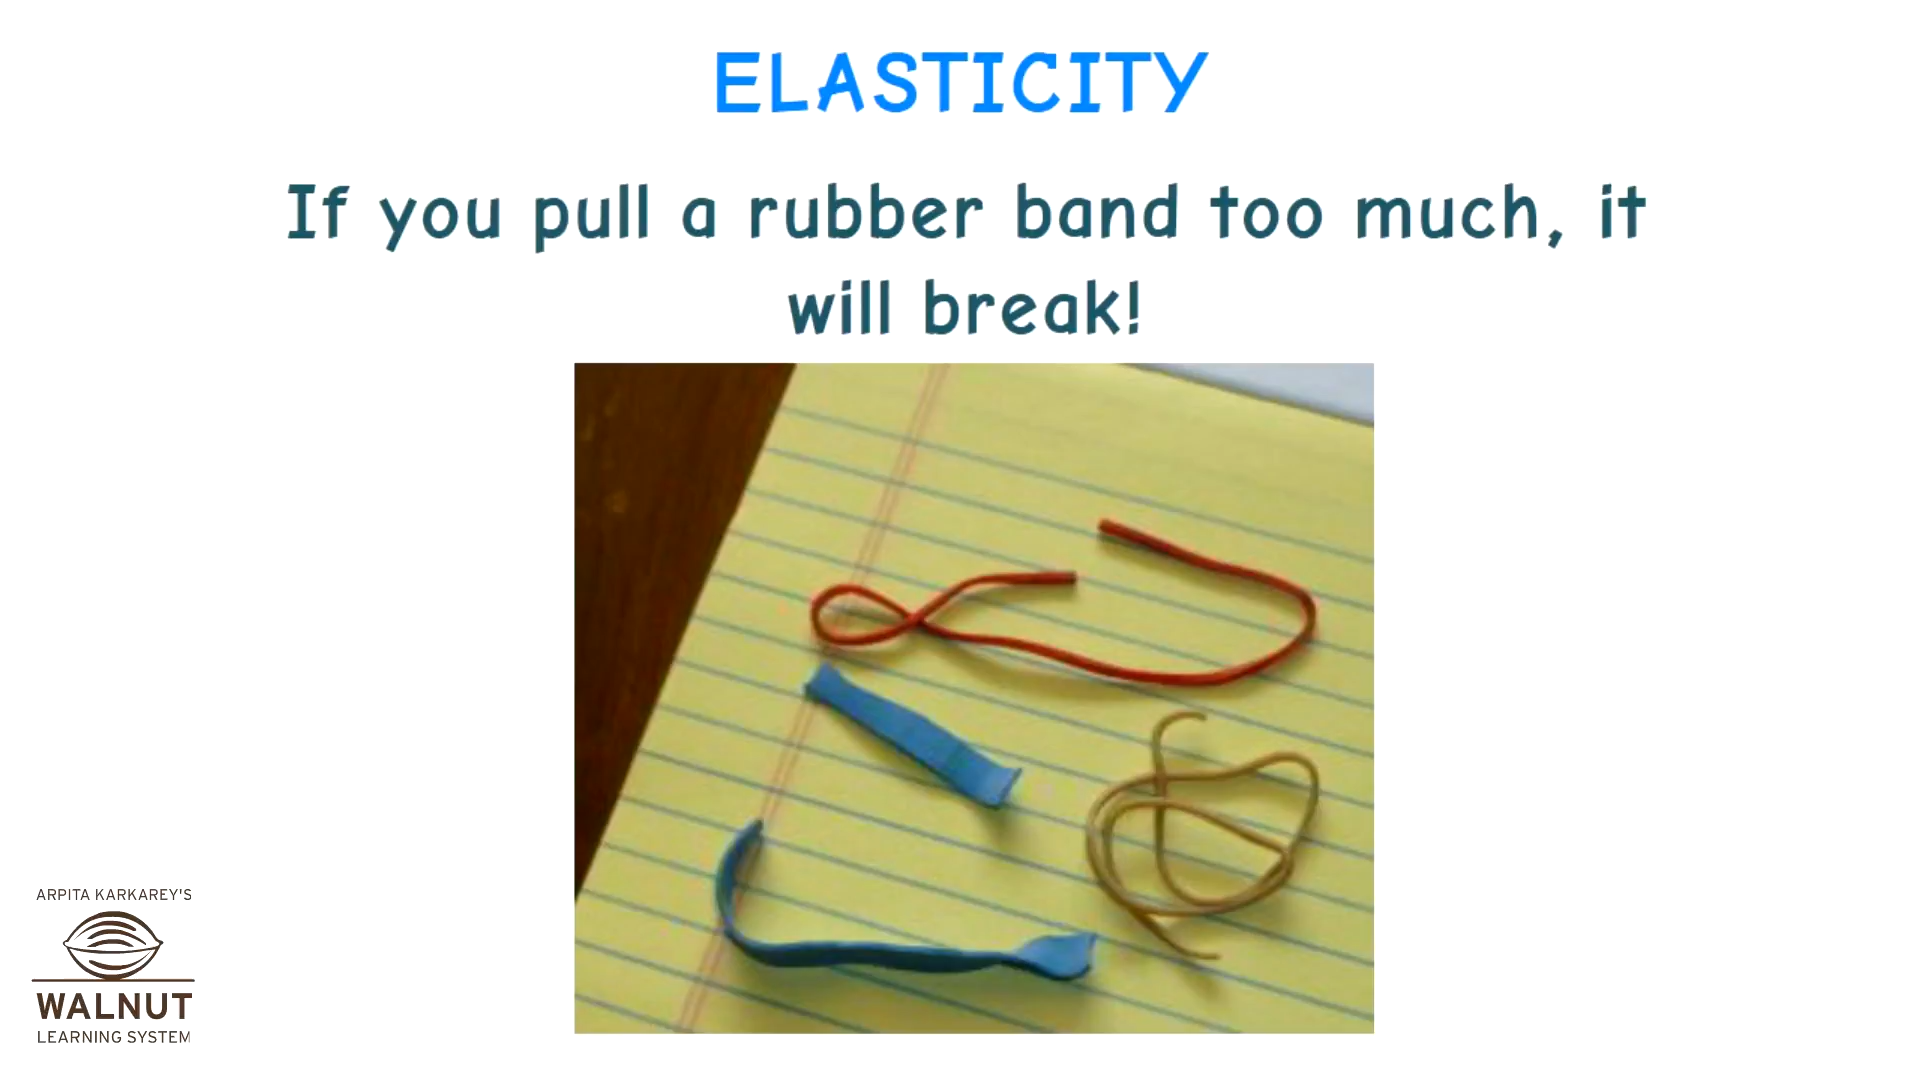 ELASTICITY
If you pull a rubber band too much, it
will break!
ARPITA KARKAREY'S
WALNUT
LEARNING SYSTEM